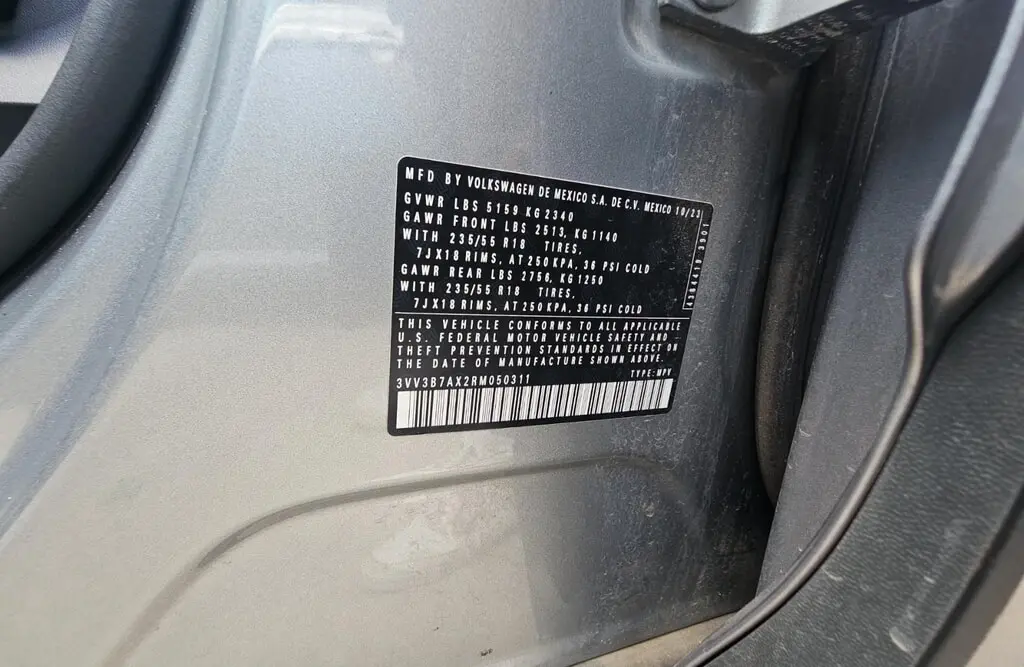 MFD BY VOLKSWAGEN DE MEXICO S.A. DE C.V. MEXICO 10/23
GVWR LBS 5159 KG 2340
GAWR FRONT LBS 2513, KG 1140
WITH 235/55 R18 TIRES,
7JX18 RIMS, AT 250 KPA, 36 PSI COLD
GAWR REAR LBS 2756, KG 1250
WITH 235/55 R18 TIRES,
7JX18 RIMS, AT 250 KPA, 36 PSI COLD
THIS VEHICLE CONFORMS TO ALL APPLICABLE
U.S. FEDERAL MOTOR VEHICLE SAFETY AND
THEFT PREVENTION STANDARDS IN EFFECT ON
THE DATE OF MANUFACTURE SHOWN ABOVE.
3VV3B7AX2RM050311 TYPE: MPV